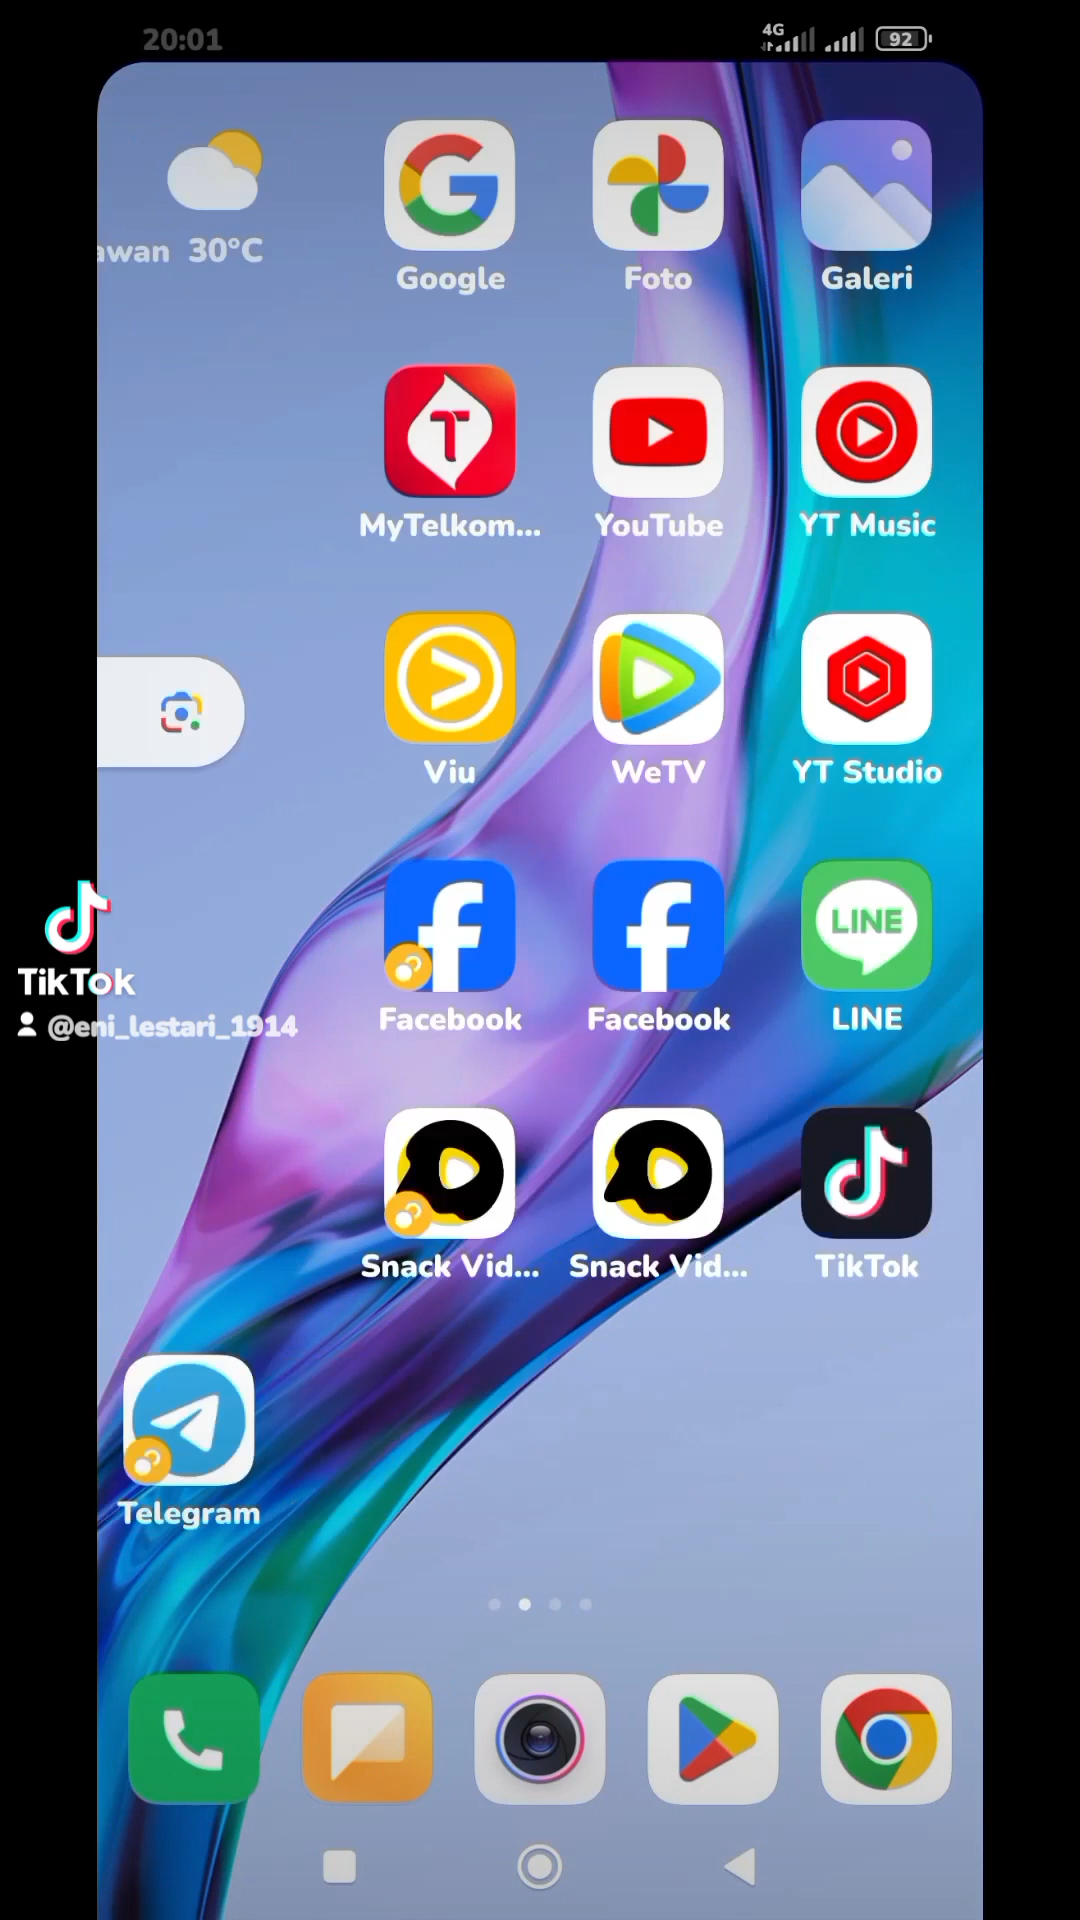 20:01
4G
92
awan 30°C
Google
Foto
Galeri
MyTelkom...
YouTube
YT Music
Viu
WeTV
YT Studio
TikTok
@eni_lestari_1914
Facebook
Facebook
LINE
LINE
Snack Vid...
Snack Vid...
TikTok
Telegram